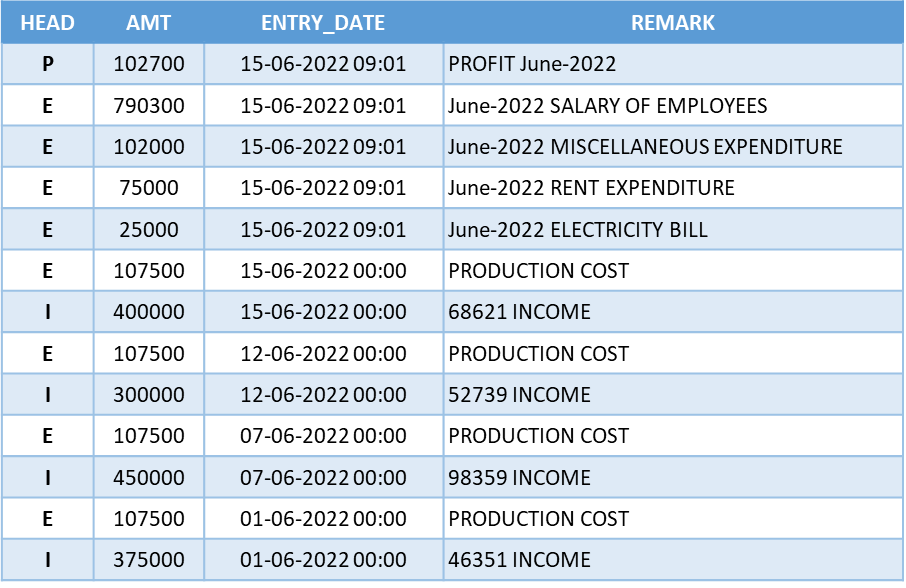 HEAD AMT ENTRY_DATE REMARK
P 102700 15-06-2022 09:01 PROFIT June-2022
E 790300 15-06-2022 09:01 June-2022 SALARY OF EMPLOYEES
E 102000 15-06-2022 09:01 June-2022 MISCELLANEOUS EXPENDITURE
E 75000 15-06-2022 09:01 June-2022 RENT EXPENDITURE
E 25000 15-06-2022 09:01 June-2022 ELECTRICITY BILL
E 107500 15-06-2022 00:00 PRODUCTION COST
I 400000 15-06-2022 00:00 68621 INCOME
E 107500 12-06-2022 00:00 PRODUCTION COST
I 300000 12-06-2022 00:00 52739 INCOME
E 107500 07-06-2022 00:00 PRODUCTION COST
I 450000 07-06-2022 00:00 98359 INCOME
E 107500 01-06-2022 00:00 PRODUCTION COST
I 375000 01-06-2022 00:00 46351 INCOME